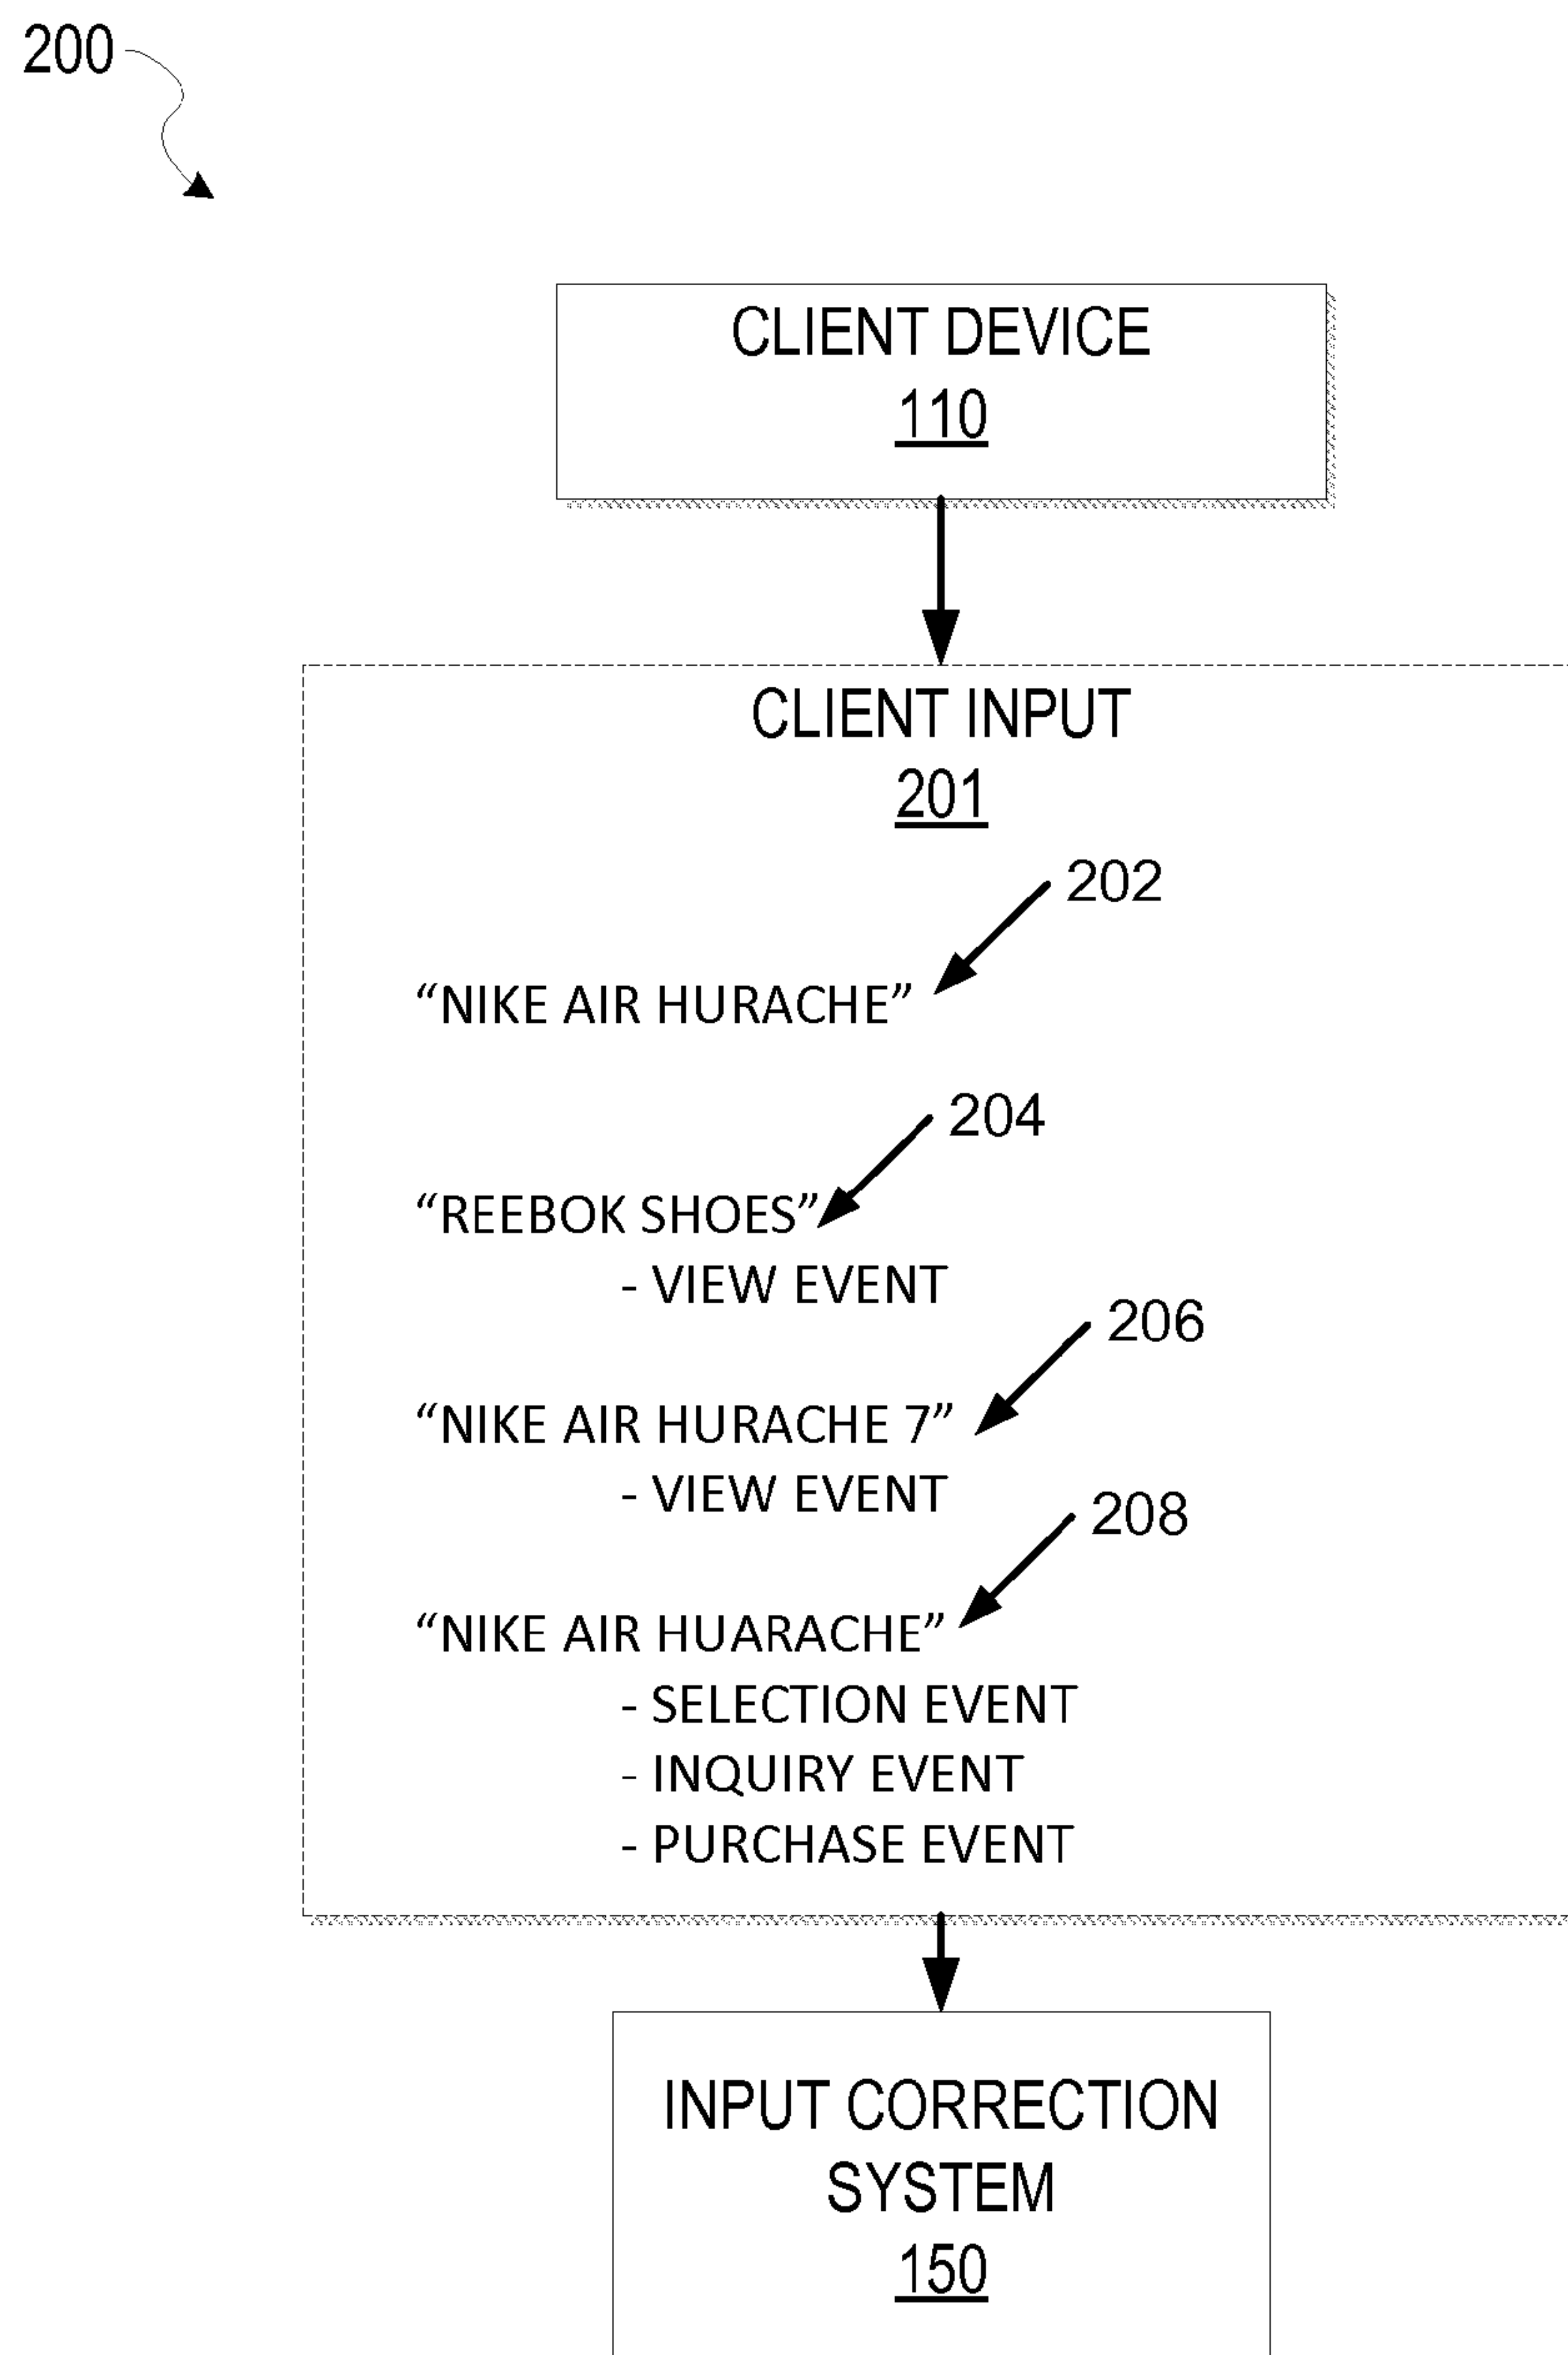 200
CLIENT DEVICE
110
CLIENT INPUT
201
202
“NIKE AIR HURACHE”
204
“REEBOK SHOES”
- VIEW EVENT
206
“NIKE AIR HURACHE 7”
- VIEW EVENT
208
“NIKE AIR HUARACHE”
- SELECTION EVENT
- INQUIRY EVENT
- PURCHASE EVENT
INPUT CORRECTION
SYSTEM
150